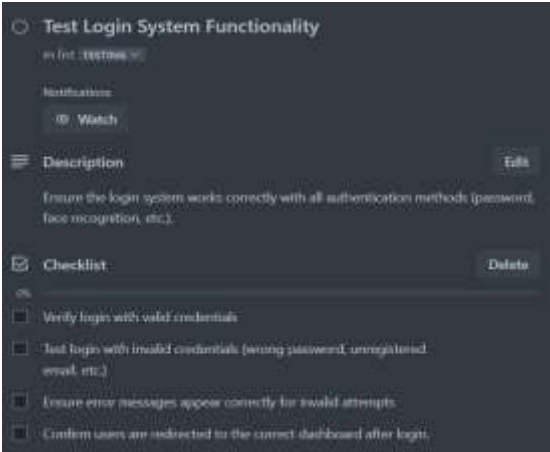 Test Login System Functionality
in list TESTING
Notifications
Watch
Description
Edit
Ensure the login system works correctly with all authentication methods (password,
face recognition, etc.).
Checklist
Delete
0%
Verify login with valid credentials
Test login with invalid credentials (wrong password, unregistered
email, etc.)
Ensure error messages appear correctly for invalid attempts
Confirm users are redirected to the correct dashboard after login.